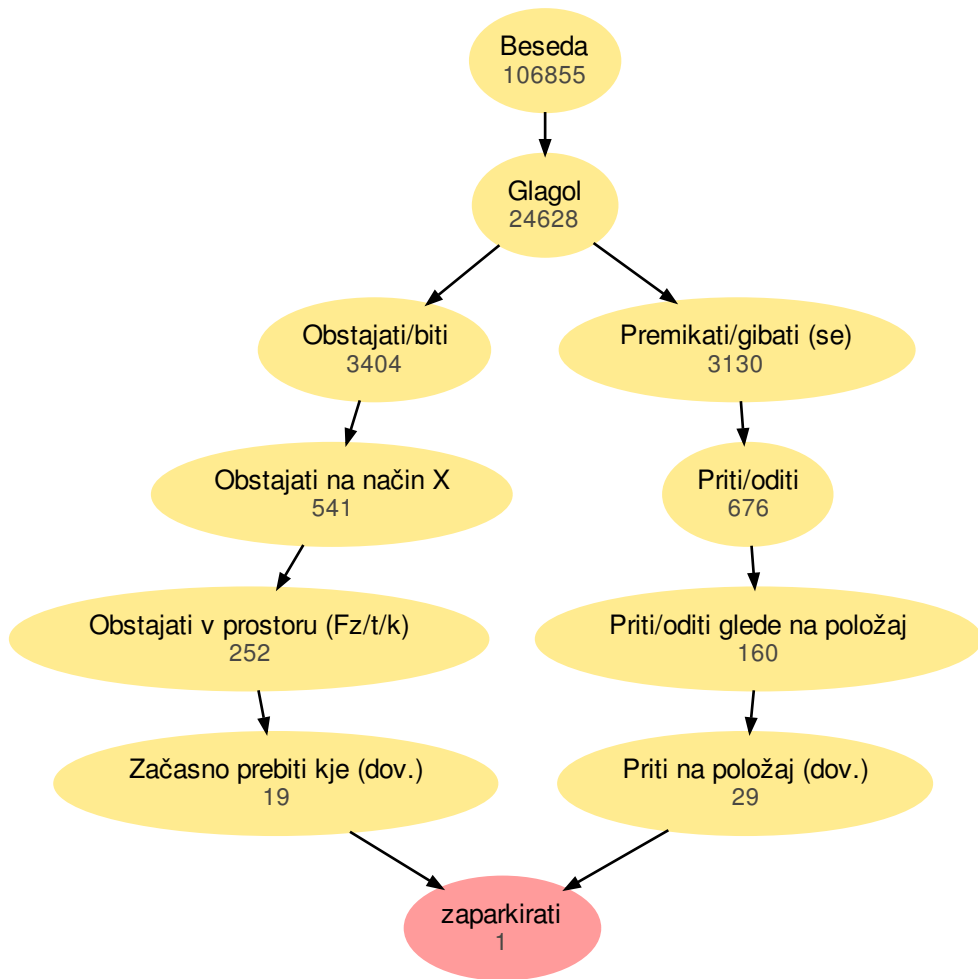 Beseda
106855
Glagol
24628
Obstajati/biti
3404
Premikati/gibati (se)
3130
Obstajati na način X
541
Priti/oditi
676
Obstajati v prostoru (Fz/t/k)
252
Priti/oditi glede na položaj
160
Začasno prebiti kje (dov.)
19
Priti na položaj (dov.)
29
zaparkirati
1